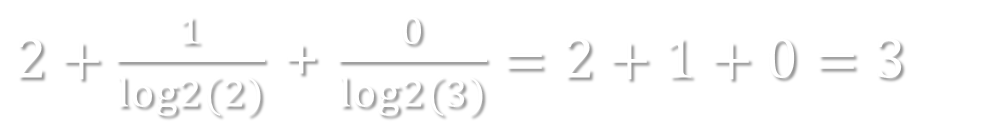 2 + 1/log2(2) + 0/log2(3) = 2 + 1 + 0 = 3